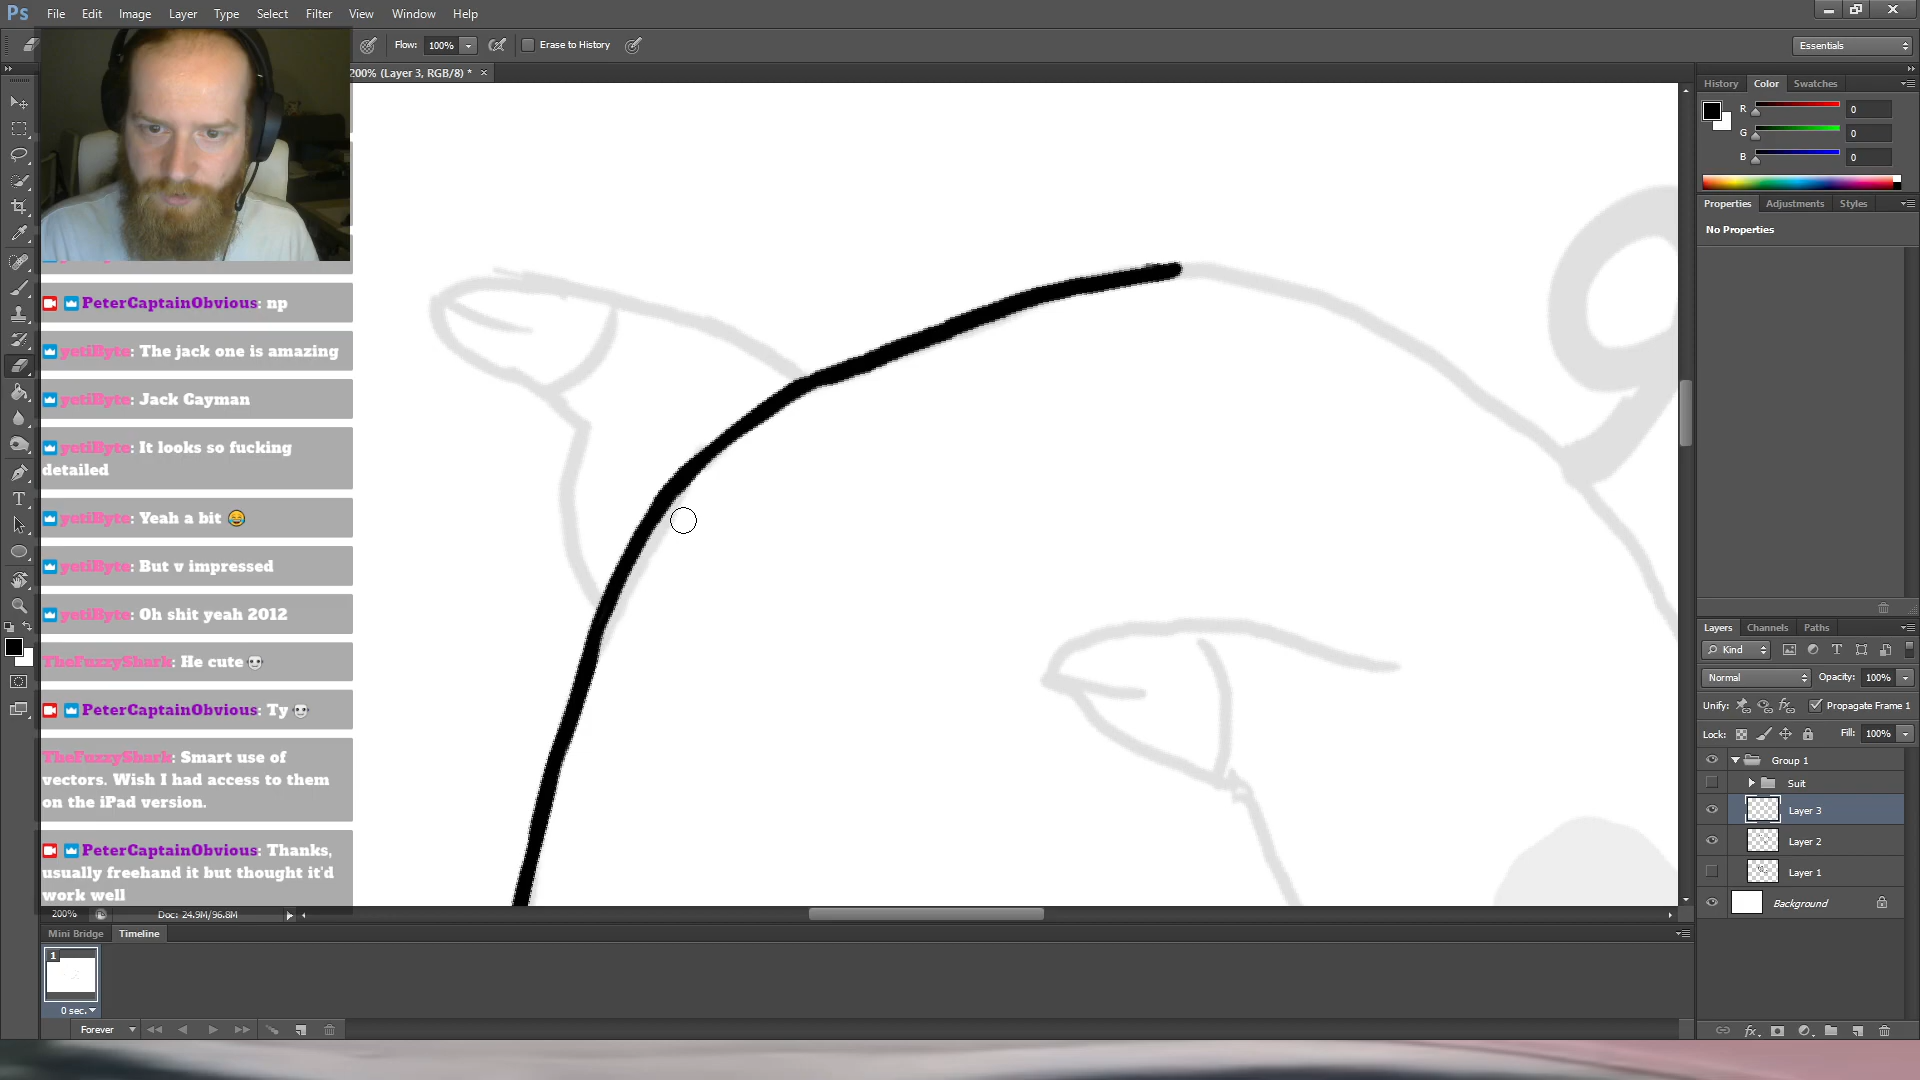 Ps File Edit Image Layer Type Select Filter View Window Help
Flow: 100% Erase to History Essentials
200% (Layer 3, RGB/8) * ×
PeterCaptainObvious: np
yetiByte: The jack one is amazing
yetiByte: Jack Cayman
yetiByte: It looks so fucking
detailed
yetiByte: Yeah a bit 😂
yetiByte: But v impressed
yetiByte: Oh shit yeah 2012
TheFuzzyShark: He cute
PeterCaptainObvious: Ty
TheFuzzyShark: Smart use of
vectors. Wish I had access to them
on the iPad version.
PeterCaptainObvious: Thanks,
usually freehand it but thought it'd
work well
200% Doc: 24.9M/96.8M
Mini Bridge Timeline
1
0 sec.
Forever
History Color Swatches
R 0
G 0
B 0
Properties Adjustments Styles
No Properties
Layers Channels Paths
Kind
Normal Opacity: 100%
Unify: Propagate Frame 1
Lock: Fill: 100%
Group 1
Suit
Layer 3
Layer 2
Layer 1
Background